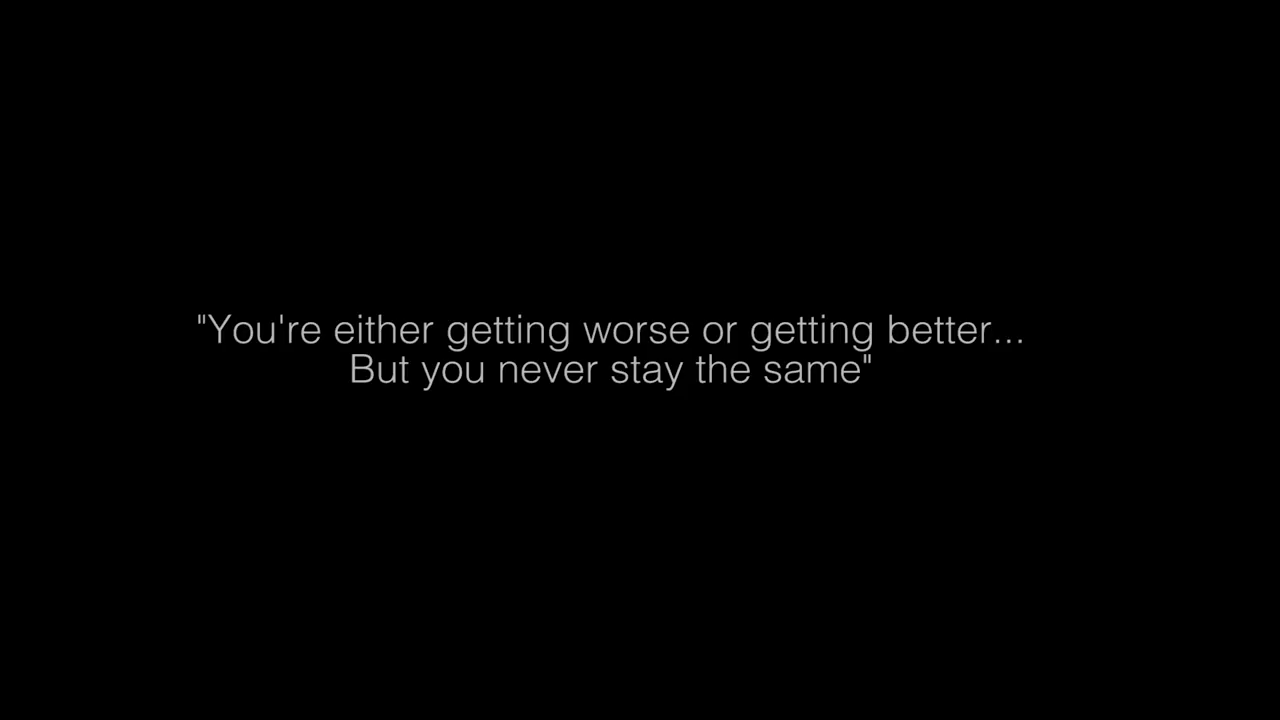 "You're either getting worse or getting better...
But you never stay the same"